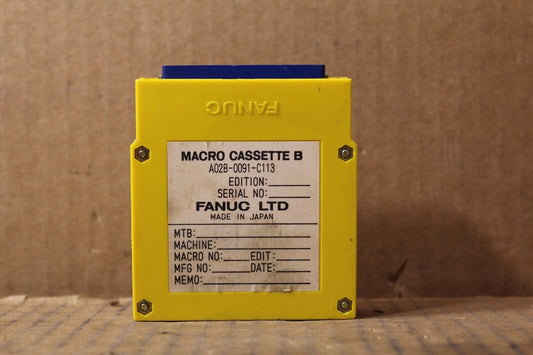 FANUC
MACRO CASSETTE B
A02B-0091-C113
EDITION:
SERIAL NO:
FANUC LTD
MADE IN JAPAN
MTB:
MACHINE:
MACRO NO: EDIT:
MFG NO: DATE:
MEMO: